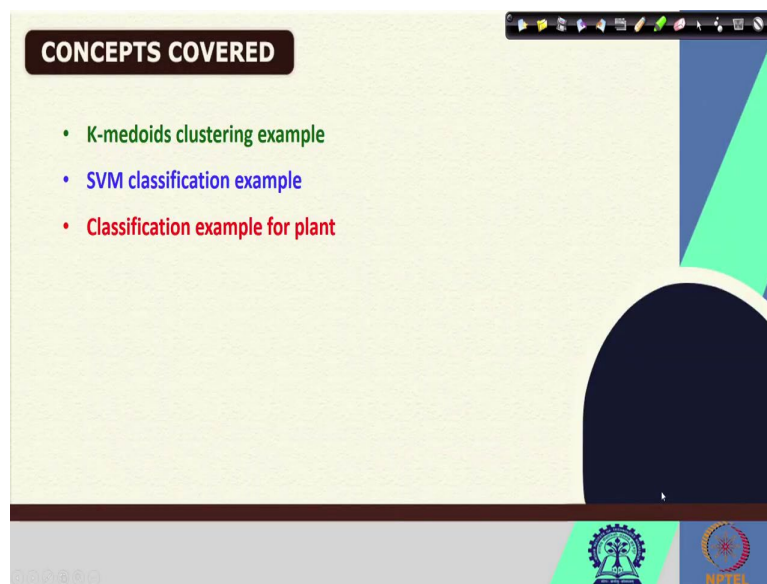 CONCEPTS COVERED
• K-medoids clustering example
• SVM classification example
• Classification example for plant
NPTEL